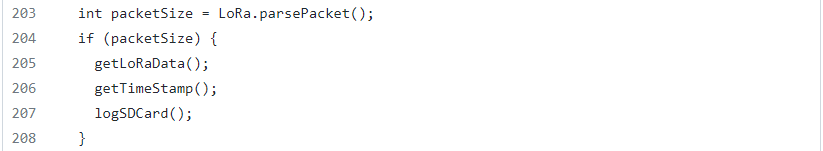 203 int packetSize = LoRa.parsePacket();
204 if (packetSize) {
205 getLoRaData();
206 getTimeStamp();
207 logSDCard();
208 }